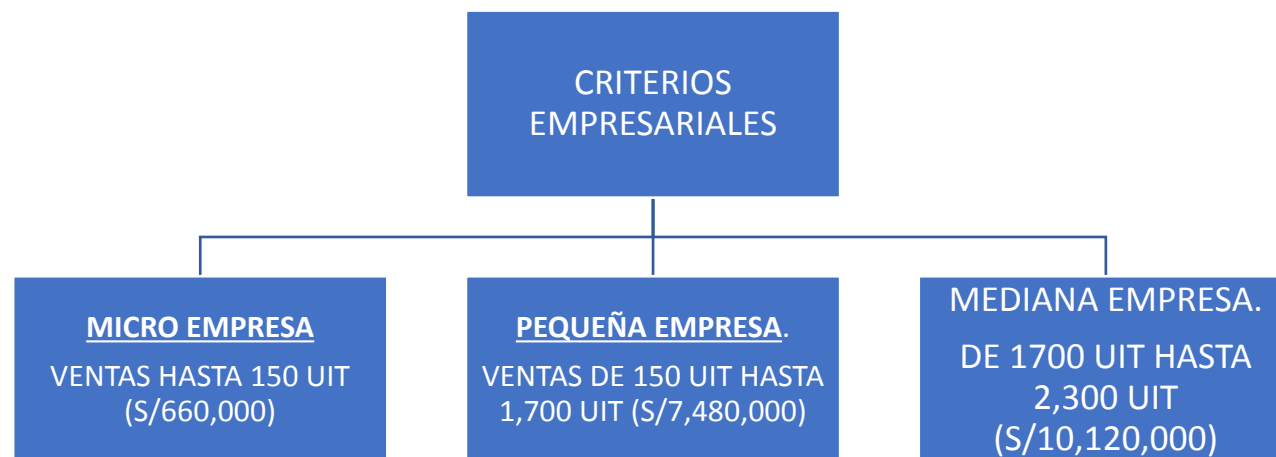 CRITERIOS
EMPRESARIALES
MICRO EMPRESA
VENTAS HASTA 150 UIT
(S/660,000)
PEQUEÑA EMPRESA.
VENTAS DE 150 UIT HASTA
1,700 UIT (S/7,480,000)
MEDIANA EMPRESA.
DE 1700 UIT HASTA
2,300 UIT
(S/10,120,000)